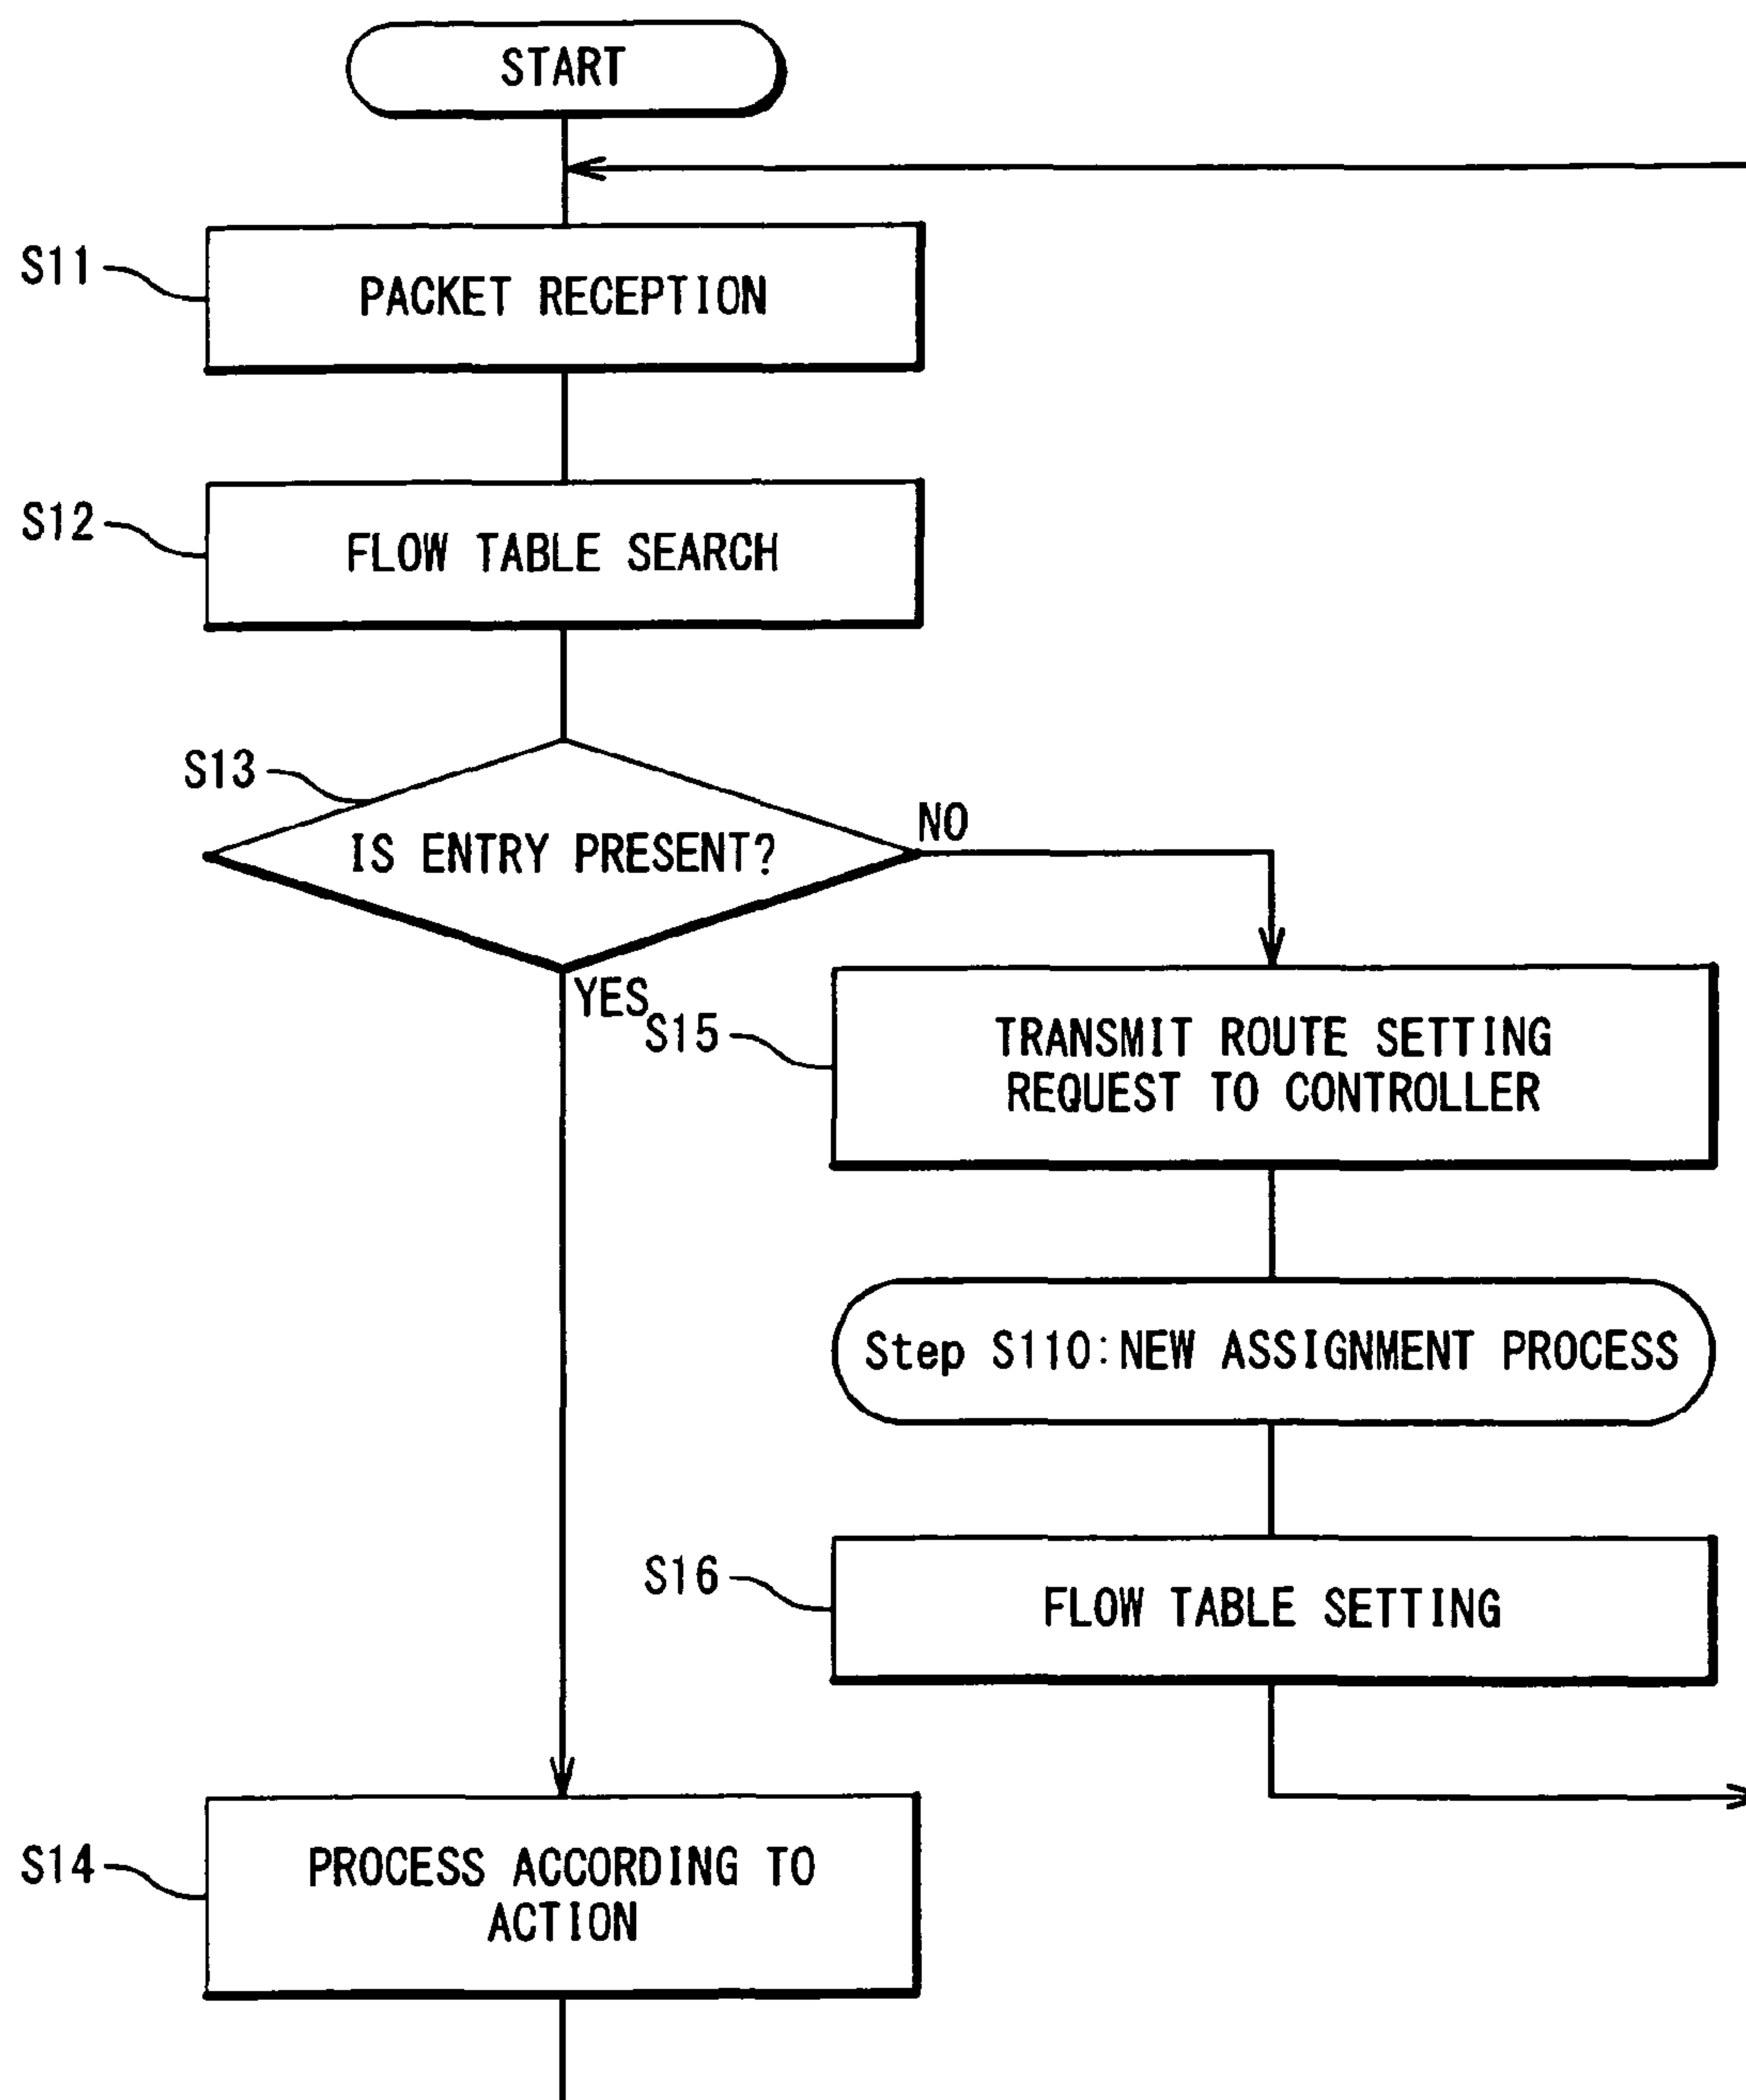 START
S11
PACKET RECEPTION
S12
FLOW TABLE SEARCH
S13
IS ENTRY PRESENT?
NO
YES
S15
TRANSMIT ROUTE SETTING
REQUEST TO CONTROLLER
Step S110:NEW ASSIGNMENT PROCESS
S16
FLOW TABLE SETTING
S14
PROCESS ACCORDING TO
ACTION